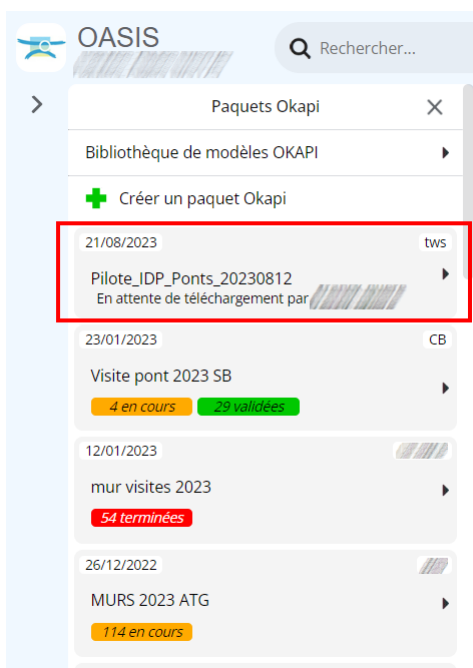 OASIS
Rechercher...
Paquets Okapi
Bibliothèque de modèles OKAPI
Créer un paquet Okapi
21/08/2023 tws
Pilote_IDP_Ponts_20230812
En attente de téléchargement par
23/01/2023 CB
Visite pont 2023 SB
4 en cours 29 validées
12/01/2023
mur visites 2023
54 terminées
26/12/2022
MURS 2023 ATG
114 en cours